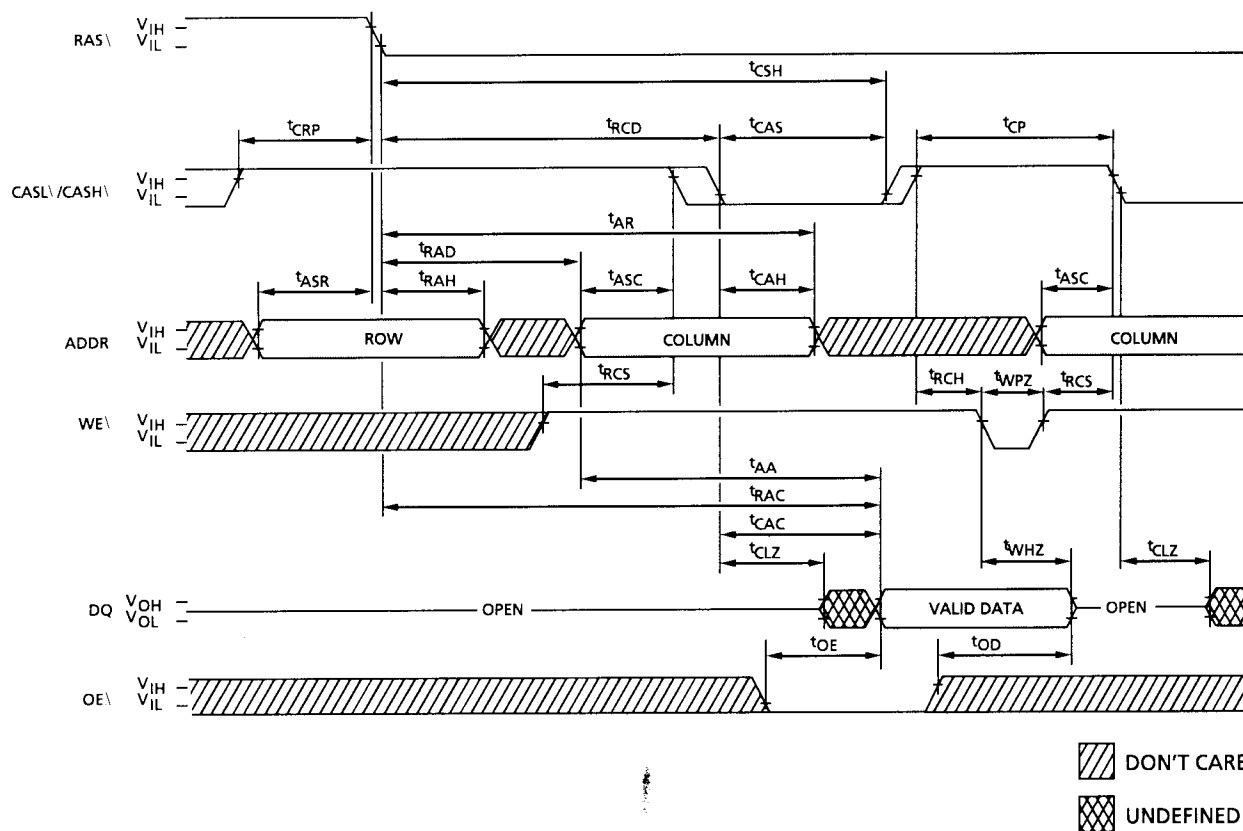 RAS\ VIH
VIL
tCSH
tCRP tRCD tCAS tCP
CASL\ /CASH\ VIH
VIL
tAR
tRAD
tASR tRAH tASC tCAH tASC
ADDR VIH
VIL
ROW COLUMN COLUMN
tRCS tRCH tWPZ tRCS
WE\ VIH
VIL
tAA
tRAC
tCAC
tCLZ tWHZ tCLZ
DQ VOH
VOL
OPEN VALID DATA OPEN
tOE tOD
OE\ VIH
VIL
DON'T CARE
UNDEFINED